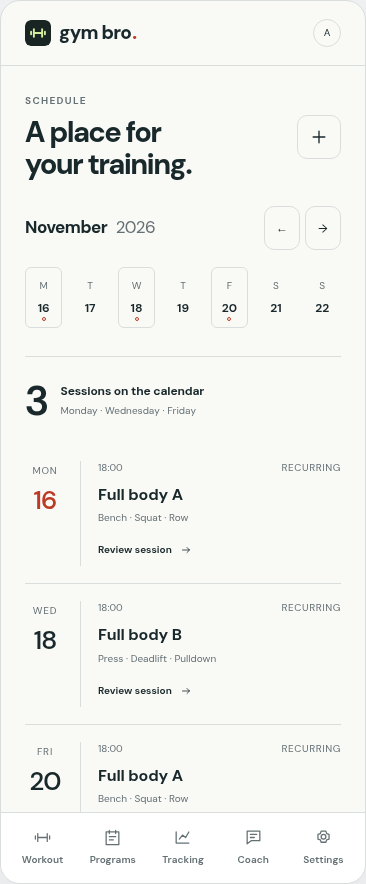 gym bro.
A
SCHEDULE
A place for
your training.
+
November 2026
← →
M T W T F S S
16 17 18 19 20 21 22
3
Sessions on the calendar
Monday · Wednesday · Friday
MON
16
18:00 RECURRING
Full body A
Bench · Squat · Row
Review session →
WED
18
18:00 RECURRING
Full body B
Press · Deadlift · Pulldown
Review session →
FRI
20
18:00 RECURRING
Full body A
Bench · Squat · Row
Workout Programs Tracking Coach Settings